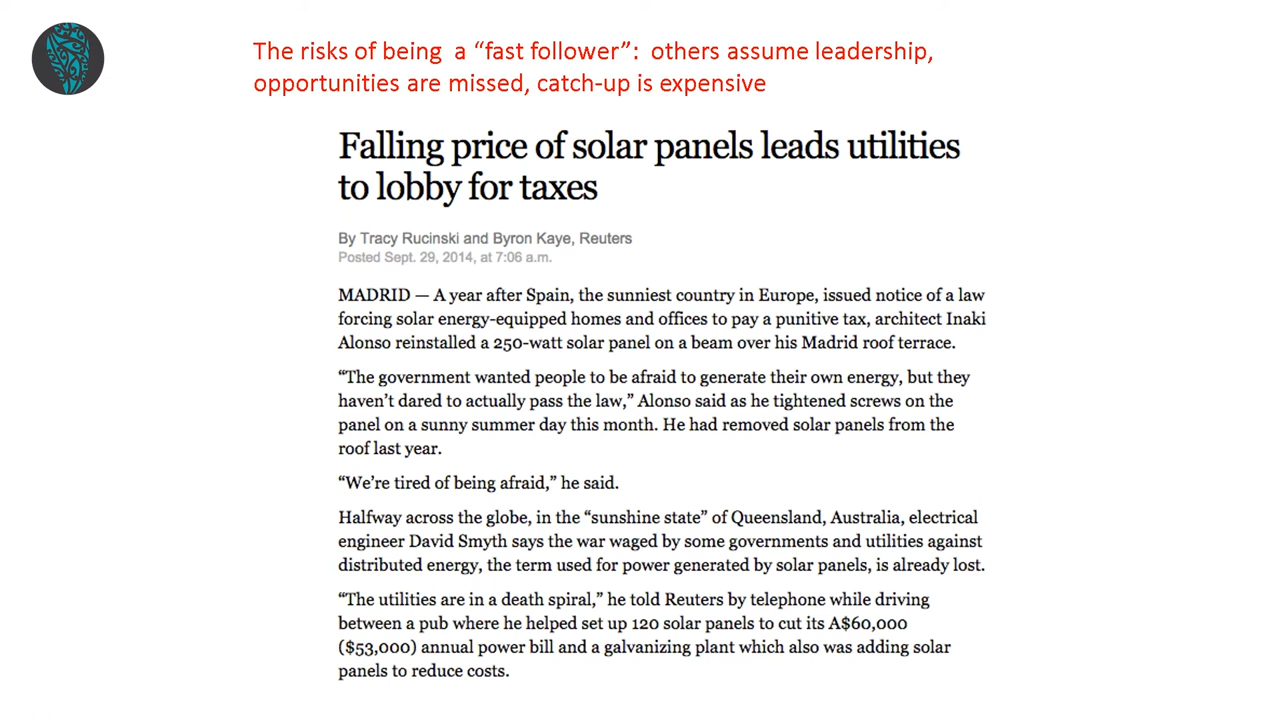 The risks of being  a “fast follower”:  others assume leadership,
opportunities are missed, catch-up is expensive
Falling price of solar panels leads utilities
to lobby for taxes
By Tracy Rucinski and Byron Kaye, Reuters
Posted Sept. 29, 2014, at 7:06 a.m.
MADRID — A year after Spain, the sunniest country in Europe, issued notice of a law
forcing solar energy-equipped homes and offices to pay a punitive tax, architect Inaki
Alonso reinstalled a 250-watt solar panel on a beam over his Madrid roof terrace.
“The government wanted people to be afraid to generate their own energy, but they
haven’t dared to actually pass the law,” Alonso said as he tightened screws on the
panel on a sunny summer day this month. He had removed solar panels from the
roof last year.
“We’re tired of being afraid,” he said.
Halfway across the globe, in the “sunshine state” of Queensland, Australia, electrical
engineer David Smyth says the war waged by some governments and utilities against
distributed energy, the term used for power generated by solar panels, is already lost.
“The utilities are in a death spiral,” he told Reuters by telephone while driving
between a pub where he helped set up 120 solar panels to cut its A$60,000
($53,000) annual power bill and a galvanizing plant which also was adding solar
panels to reduce costs.